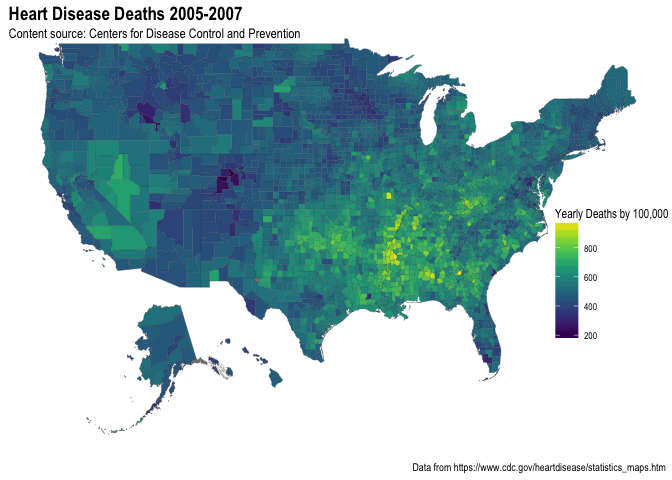 Heart Disease Deaths 2005-2007
Content source: Centers for Disease Control and Prevention
Yearly Deaths by 100,000
800
600
400
200
Data from https://www.cdc.gov/heartdisease/statistics_maps.htm